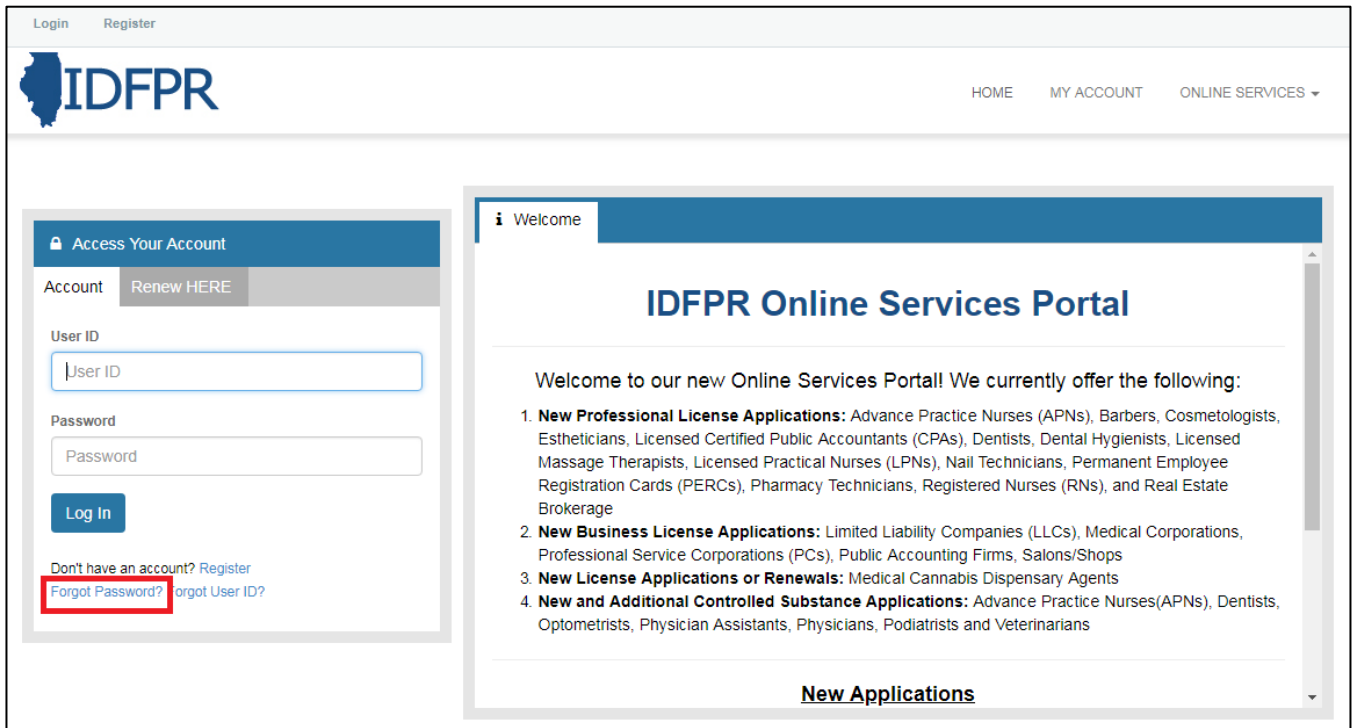 Login Register
IDFPR
HOME MY ACCOUNT ONLINE SERVICES
Access Your Account
Account Renew HERE
User ID
User ID
Password
Password
Log In
Don't have an account? Register
Forgot Password? Forgot User ID?
Welcome
IDFPR Online Services Portal
Welcome to our new Online Services Portal! We currently offer the following:
1. New Professional License Applications: Advance Practice Nurses (APNs), Barbers, Cosmetologists,
Estheticians, Licensed Certified Public Accountants (CPAs), Dentists, Dental Hygienists, Licensed
Massage Therapists, Licensed Practical Nurses (LPNs), Nail Technicians, Permanent Employee
Registration Cards (PERCs), Pharmacy Technicians, Registered Nurses (RNs), and Real Estate
Brokerage
2. New Business License Applications: Limited Liability Companies (LLCs), Medical Corporations,
Professional Service Corporations (PCs), Public Accounting Firms, Salons/Shops
3. New License Applications or Renewals: Medical Cannabis Dispensary Agents
4. New and Additional Controlled Substance Applications: Advance Practice Nurses(APNs), Dentists,
Optometrists, Physician Assistants, Physicians, Podiatrists and Veterinarians
New Applications